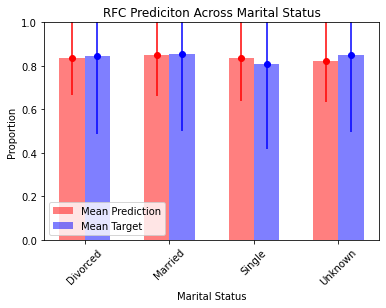 RFC Prediciton Across Marital Status
1.0
0.8
0.6
0.4
0.2
0.0
Proportion
Mean Prediction
Mean Target
Divorced
Married
Single
Unknown
Marital Status